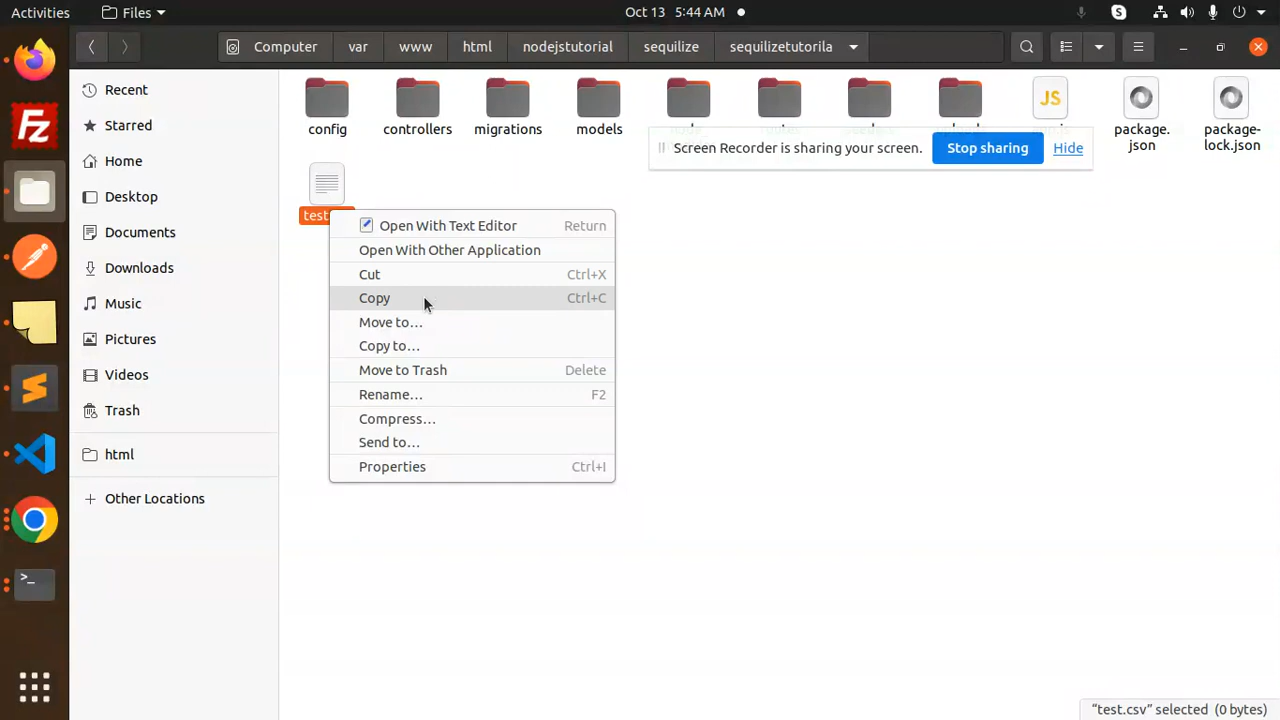 Activities
Files
Oct 13 5:44 AM
Computer
var
www
html
nodejstutorial
sequilize
sequilizetutorila
Recent
Starred
Home
Desktop
Documents
Downloads
Music
Pictures
Videos
Trash
html
Other Locations
config
controllers
migrations
models
JS
package.
json
package-
lock.json
Screen Recorder is sharing your screen.
Stop sharing
Hide
test
Open With Text Editor Return
Open With Other Application
Cut Ctrl+X
Copy Ctrl+C
Move to…
Copy to…
Move to Trash Delete
Rename… F2
Compress…
Send to…
Properties Ctrl+I
“test.csv” selected (0 bytes)